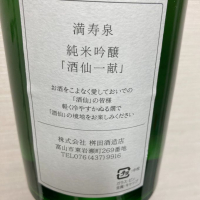 満寿泉
純米吟醸
「酒仙一献」
お酒をこよなく愛しておいでの
「酒仙」の皆様
軽く冷やすかぬる燗で
「酒仙」の境地をお楽しみください
株式会社 桝田酒造店
富山市東岩瀬町269番地
TEL076(437)9916